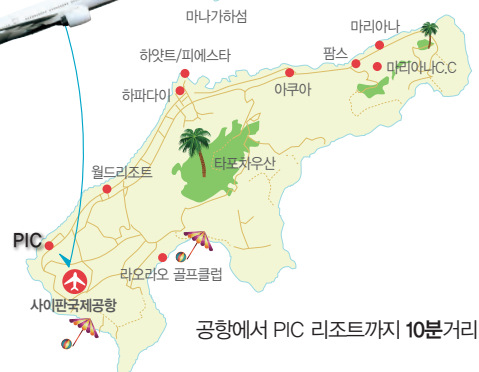 마나가하섬
마리아나
하얏트/피에스타
팜스
마리아나C.C
하파다이
아쿠아
타포차우산
월드리조트
PIC
라오라오 골프클럽
사이판국제공항
공항에서 PIC 리조트까지 10분거리